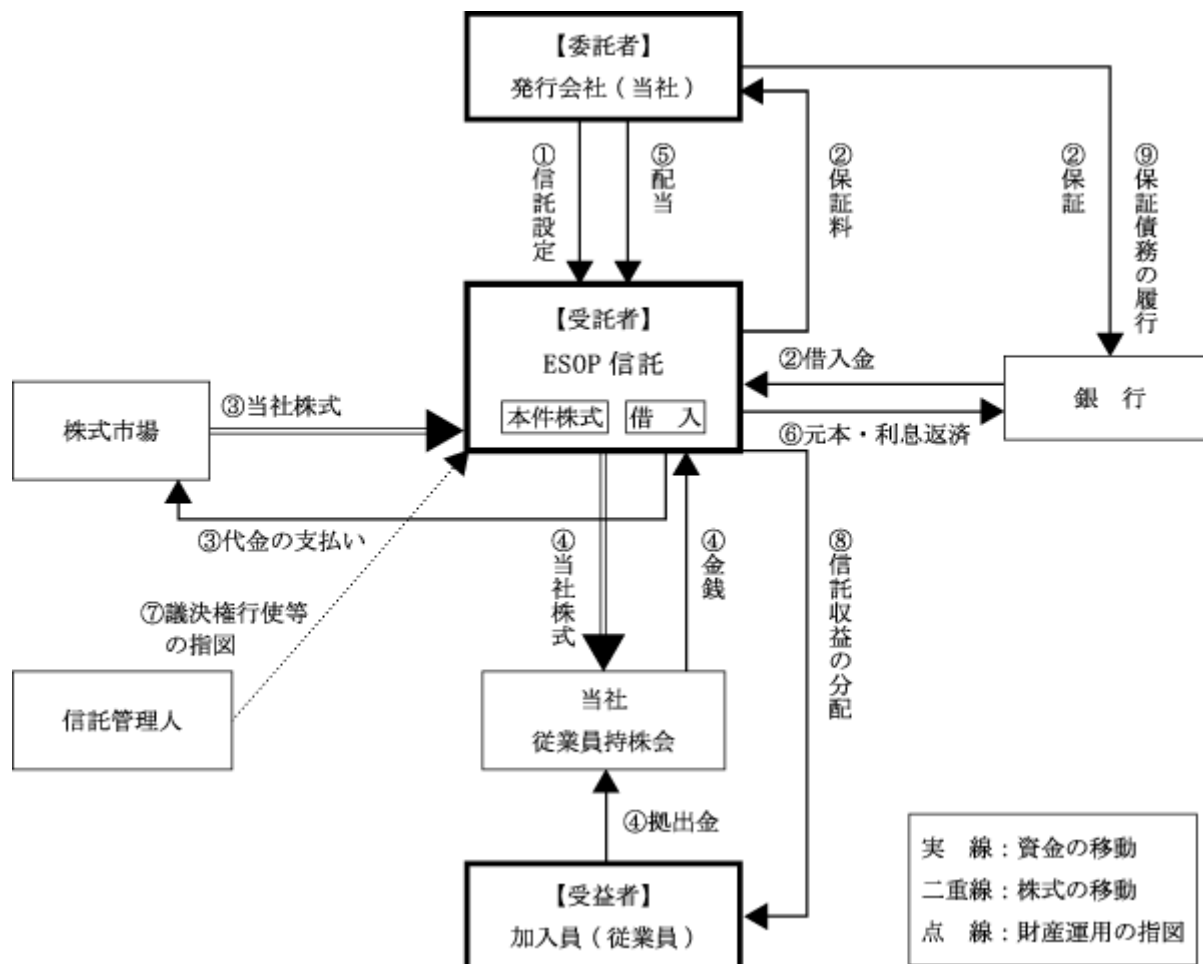 【委託者】
発行会社(当社)
①信託設定
⑤配当
②保証料
②保証
⑨保証債務の履行
【受託者】
ESOP 信託
本件株式
借 入
②借入金
⑥元本・利息返済
銀 行
株式市場
③当社株式
③代金の支払い
④当社株式
④金銭
⑧信託収益の分配
⑦議決権行使等
の指図
信託管理人
当社
従業員持株会
④拠出金
【受益者】
加入員(従業員)
実 線:資金の移動
二重線:株式の移動
点 線:財産運用の指図